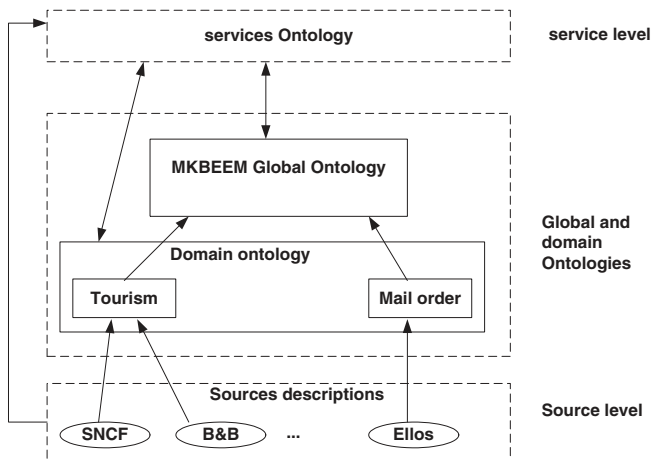 services Ontology
service level
MKBEEM Global Ontology
Global and
domain
Ontologies
Domain ontology
Tourism
Mail order
Sources descriptions
Source level
SNCF
B&B
...
Ellos